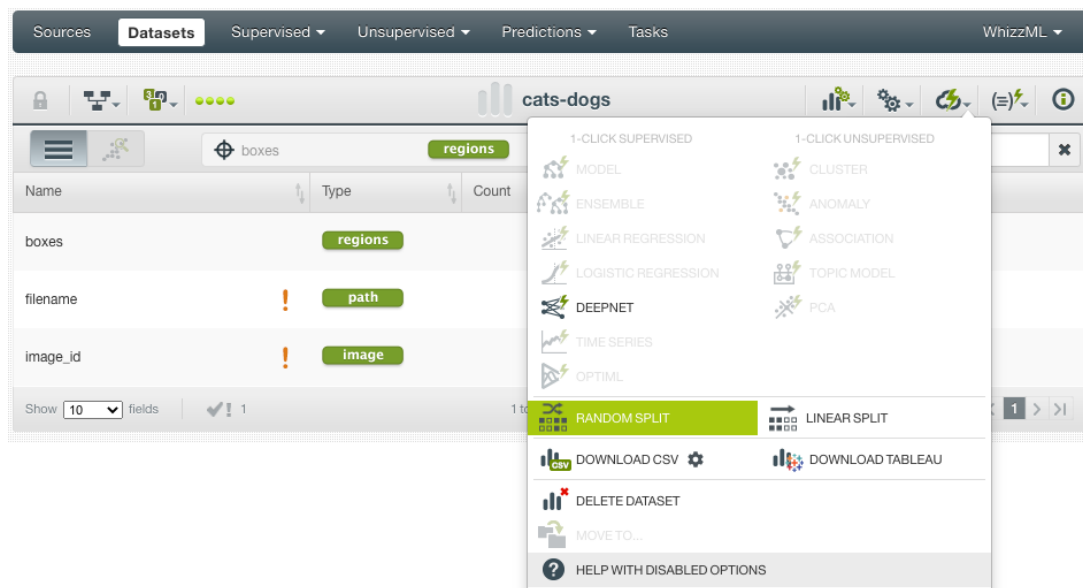 Sources Datasets Supervised Unsupervised Predictions Tasks WhizzML
cats-dogs
boxes regions
Name Type Count
boxes regions
filename ! path
image_id ! image
Show 10 fields ! 1 1 to 1
1-CLICK SUPERVISED 1-CLICK UNSUPERVISED
MODEL CLUSTER
ENSEMBLE ANOMALY
LINEAR REGRESSION ASSOCIATION
LOGISTIC REGRESSION TOPIC MODEL
DEEPNET PCA
TIME SERIES
OPTIML
RANDOM SPLIT LINEAR SPLIT
CSV DOWNLOAD CSV DOWNLOAD TABLEAU
DELETE DATASET
MOVE TO...
? HELP WITH DISABLED OPTIONS